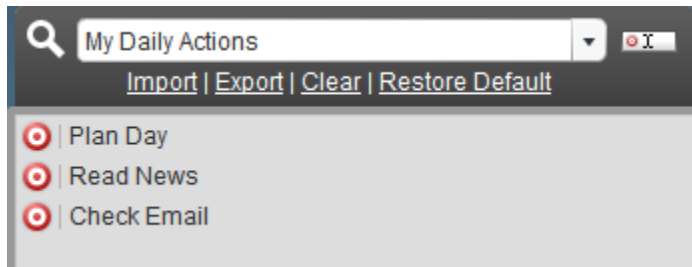 My Daily Actions
Import | Export | Clear | Restore Default
Plan Day
Read News
Check Email